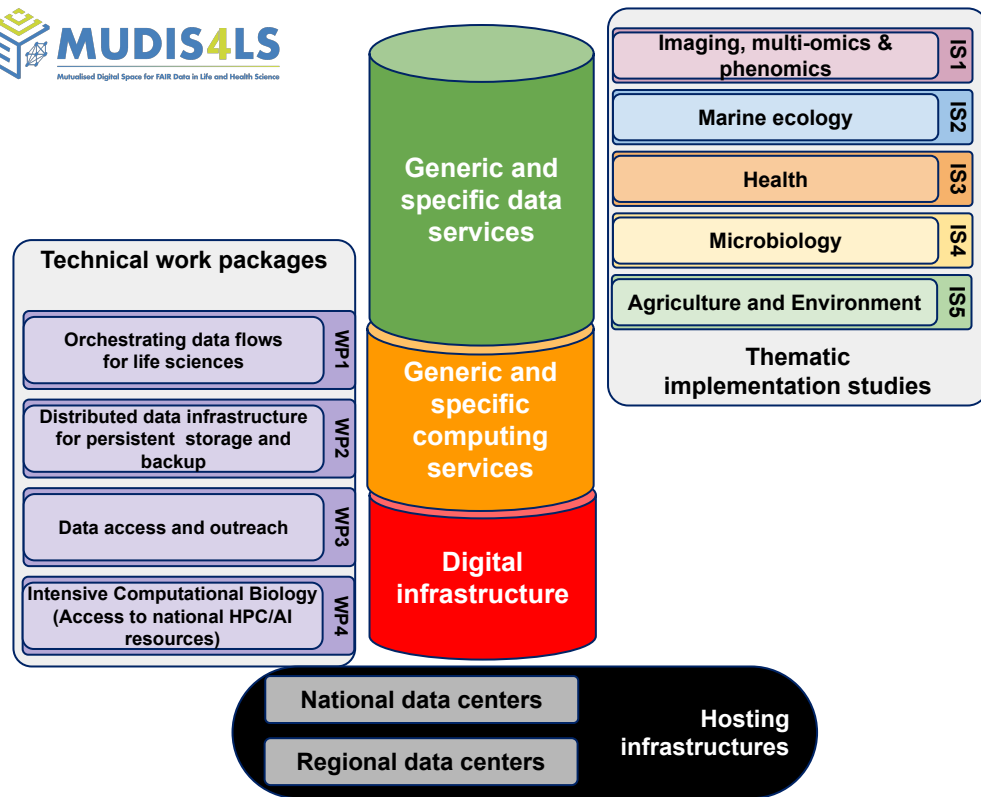 MUDIS4LS
Mutualised Digital Space for FAIR Data in Life and Health Science
Generic and
specific data
services
Generic and
specific
computing
services
Digital
infrastructure
Technical work packages
Orchestrating data flows
for life sciences
WP1
Distributed data infrastructure
for persistent storage and
backup
WP2
Data access and outreach
WP3
Intensive Computational Biology
(Access to national HPC/AI
resources)
WP4
Imaging, multi-omics &
phenomics
IS1
Marine ecology
IS2
Health
IS3
Microbiology
IS4
Agriculture and Environment
IS5
Thematic
implementation studies
National data centers
Regional data centers
Hosting
infrastructures